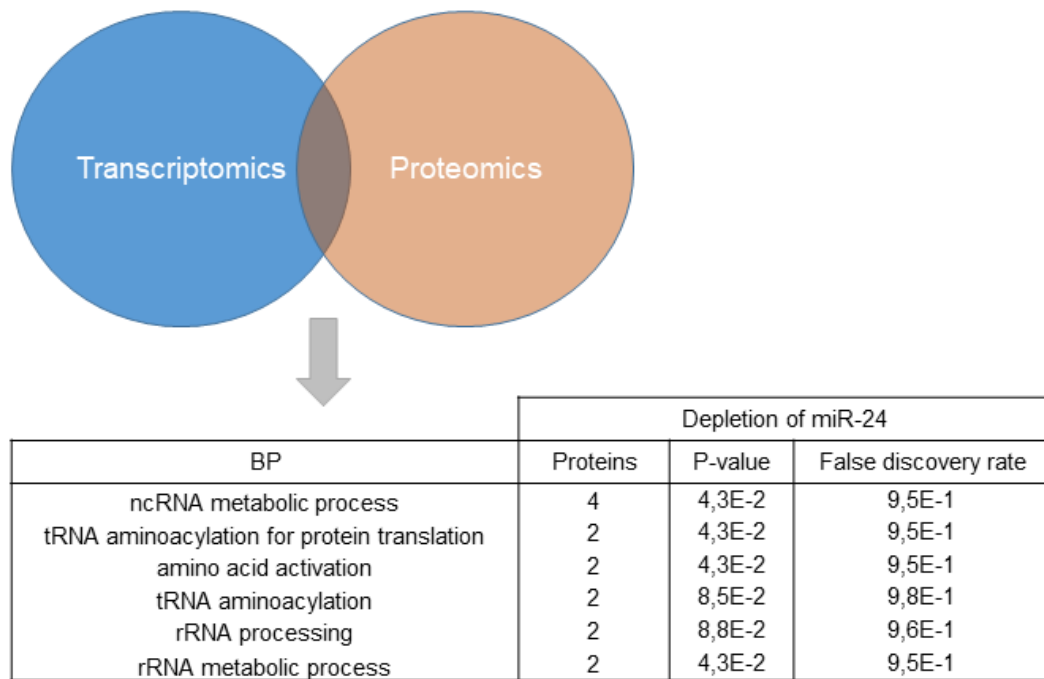 Transcriptomics Proteomics
Depletion of miR-24
BP Proteins P-value False discovery rate
ncRNA metabolic process 4 4,3E-2 9,5E-1
tRNA aminoacylation for protein translation 2 4,3E-2 9,5E-1
amino acid activation 2 4,3E-2 9,5E-1
tRNA aminoacylation 2 8,5E-2 9,8E-1
rRNA processing 2 8,8E-2 9,6E-1
rRNA metabolic process 2 4,3E-2 9,5E-1